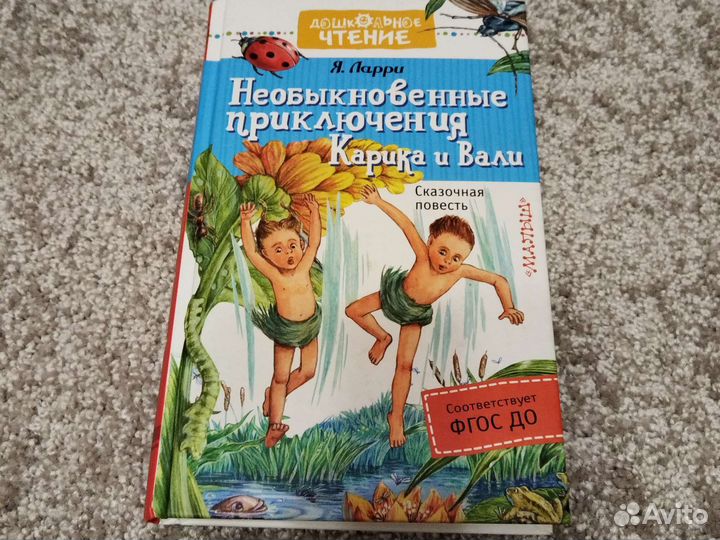 ДОШКОЛЬНОЕ
ЧТЕНИЕ
Я. Ларри
Необыкновенные
приключения
Карика и Вали
Сказочная
повесть
«МАЛЫШ»
Соответствует
ФГОС ДО
Avito